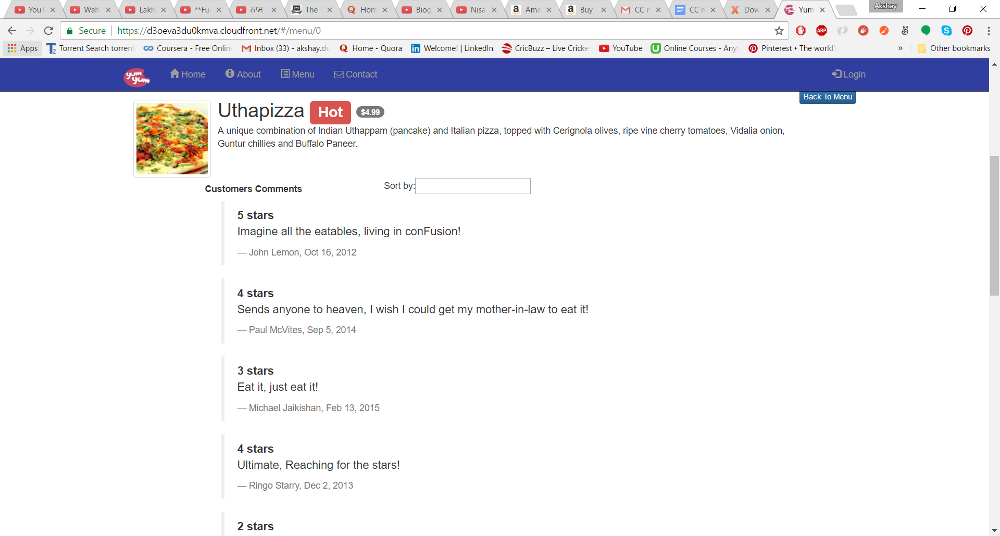 YouT
Wah
Lakh
**Ful
ਨਾਮ
The
Hom
Biog
Nisa
Ama
Buy
CC n
CC n
Dow
Yum
Akshay
Secure
https://d3oeva3du0kmva.cloudfront.net/#/menu/0
ABP
Apps
Torrent Search torrent
Coursera - Free Onlin
Inbox (33) - akshay.du
Home - Quora
Welcome! | LinkedIn
CricBuzz – Live Cricket
YouTube
Online Courses - Anyt
Pinterest • The world's
»
Other bookmarks
yum yum
Home
About
Menu
Contact
Login
Back To Menu
Uthapizza Hot $4.99
A unique combination of Indian Uthappam (pancake) and Italian pizza, topped with Cerignola olives, ripe vine cherry tomatoes, Vidalia onion,
Guntur chillies and Buffalo Paneer.
Customers Comments
Sort by:
5 stars
Imagine all the eatables, living in conFusion!
— John Lemon, Oct 16, 2012
4 stars
Sends anyone to heaven, I wish I could get my mother-in-law to eat it!
— Paul McVites, Sep 5, 2014
3 stars
Eat it, just eat it!
— Michael Jaikishan, Feb 13, 2015
4 stars
Ultimate, Reaching for the stars!
— Ringo Starry, Dec 2, 2013
2 stars